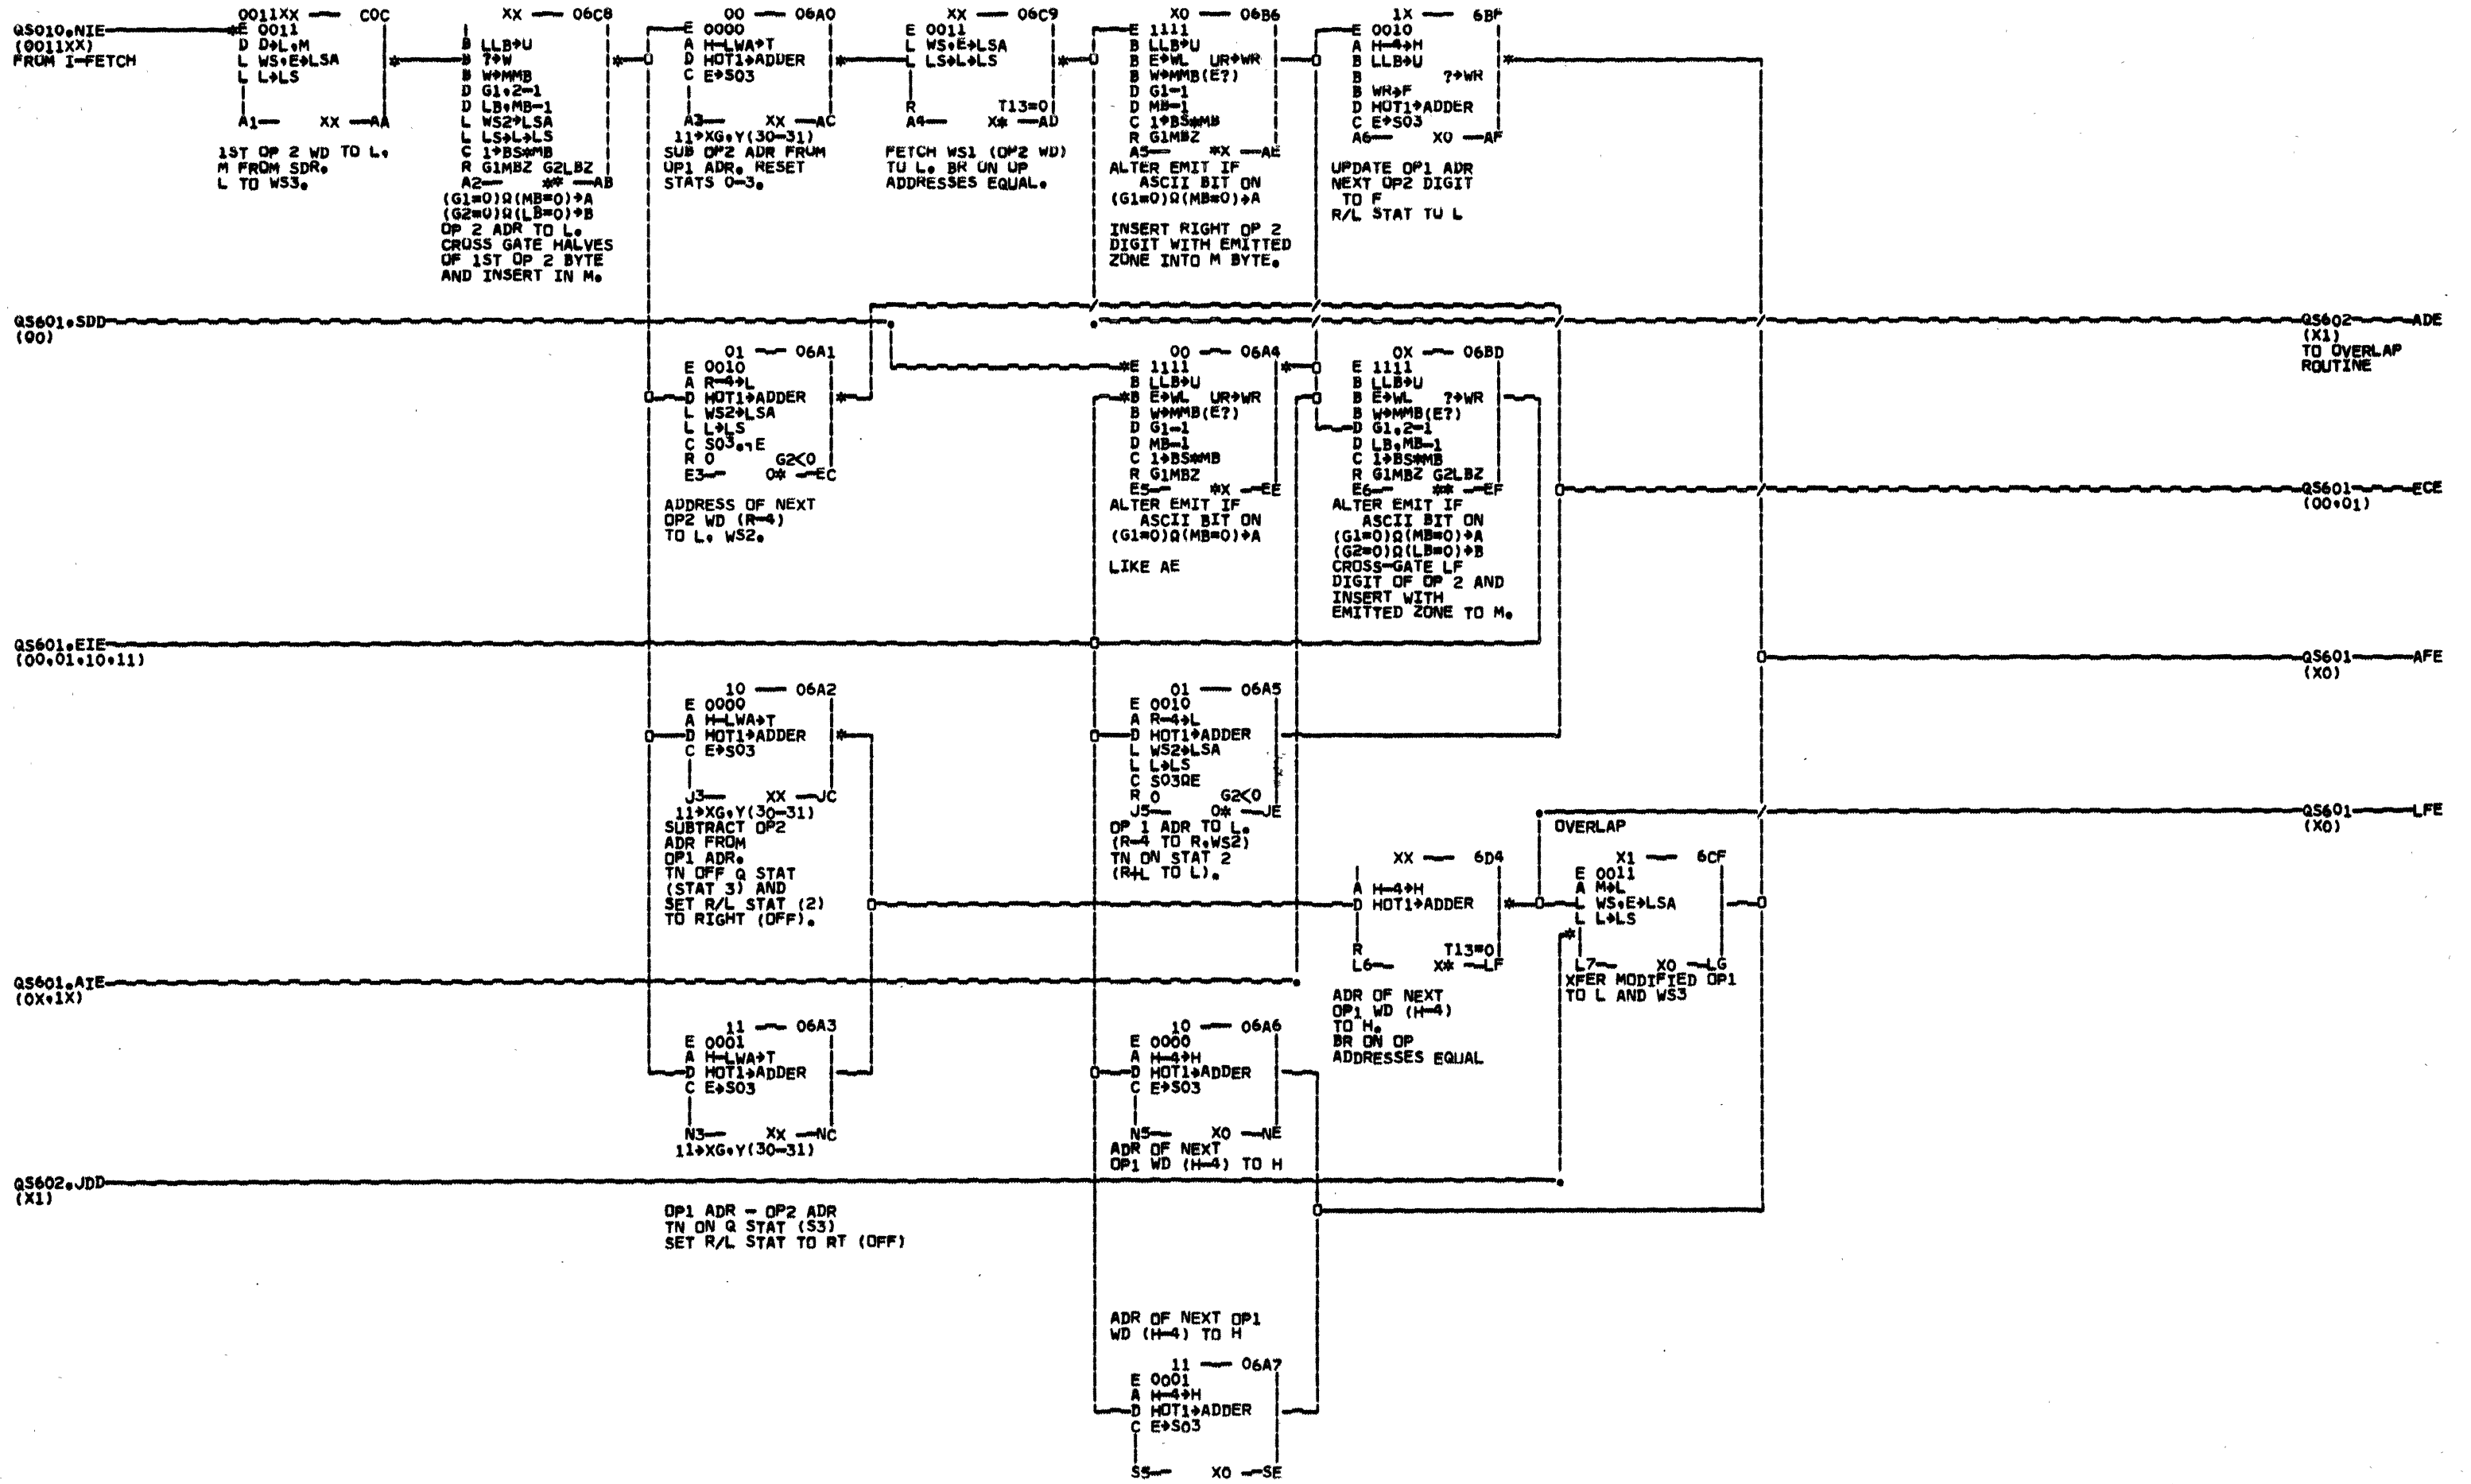 QS010.NIE
(0011XX)
FROM I-FETCH
0011XX — C0C
E 0011
D D→L.M
L WS.E→LSA
L L→LS
A1— XX —AA
1ST OP 2 WD TO L.
M FROM SDR.
L TO WS3.
XX — 06C8
B LLB→U
B ?→W
B W→MMB
D G1.2-1
D LB.MB-1
L WS2→LSA
L LS→L→LS
C 1→BS*MB
R G1MBZ G2LBZ
A2— ** —AB
(G1=0)Ω(MB=0)→A
(G2=0)Ω(LB=0)→B
OP 2 ADR TO L.
CROSS GATE HALVES
OF 1ST OP 2 BYTE
AND INSERT IN M.
00 — 06A0
E 0000
A H-LWA→T
D HOT1→ADDER
C E→S03
A3— XX —AC
11→XG.Y(30-31)
SUB OP2 ADR FROM
OP1 ADR. RESET
STATS 0-3.
XX — 06C9
E 0011
L WS.E→LSA
L LS→L→LS
R T13=0
A4— X* —AD
FETCH WS1 (OP2 WD)
TO L. BR ON OP
ADDRESSES EQUAL.
X0 — 06B6
E 1111
B LLB→U
B E→WL UR→WR
B W→MMB(E?)
D G1-1
D MB-1
C 1→BS*MB
R G1MBZ
A5— *X —AE
ALTER EMIT IF
ASCII BIT ON
(G1=0)Ω(MB=0)→A
INSERT RIGHT OP 2
DIGIT WITH EMITTED
ZONE INTO M BYTE.
1X — 6BF
E 0010
A H-4→H
B LLB→U
B ?→WR
B WR→F
D HOT1→ADDER
C E→S03
A6— X0 —AF
UPDATE OP1 ADR
NEXT OP2 DIGIT
TO F
R/L STAT TO L
QS601.SDD
(00)
QS602—ADE
(X1)
TO OVERLAP
ROUTINE
01 — 06A1
E 0010
A R-4→L
D HOT1→ADDER
L WS2→LSA
L L→LS
C S03.¬E
R 0 G2<0
E3— 0* —EC
ADDRESS OF NEXT
OP2 WD (R-4)
TO L. WS2.
00 — 06A4
E 1111
B LLB→U
B E→WL UR→WR
B W→MMB(E?)
D G1-1
D MB-1
C 1→BS*MB
R G1MBZ
E5— *X —EE
ALTER EMIT IF
ASCII BIT ON
(G1=0)Ω(MB=0)→A
LIKE AE
0X — 06BD
E 1111
B LLB→U
B E→WL ?→WR
B W→MMB(E?)
D G1.2-1
D LB.MB-1
C 1→BS*MB
R G1MBZ G2LBZ
E6— ** —EF
ALTER EMIT IF
ASCII BIT ON
(G1=0)Ω(MB=0)→A
(G2=0)Ω(LB=0)→B
CROSS-GATE LF
DIGIT OF OP 2 AND
INSERT WITH
EMITTED ZONE TO M.
QS601—ECE
(00.01)
QS601.EIE
(00.01.10.11)
QS601—AFE
(X0)
10 — 06A2
E 0000
A H-LWA→T
D HOT1→ADDER
C E→S03
J3— XX —JC
11→XG.Y(30-31)
SUBTRACT OP2
ADR FROM
OP1 ADR.
TN OFF Q STAT
(STAT 3) AND
SET R/L STAT (2)
TO RIGHT (OFF).
01 — 06A5
E 0010
A R-4→L
D HOT1→ADDER
L WS2→LSA
L L→LS
C S03ΩE
R 0 G2<0
J5— 0* —JE
OP 1 ADR TO L.
(R-4 TO R.WS2)
TN ON STAT 2
(R+L TO L).
QS601—LFE
(X0)
OVERLAP
XX — 6D4
A H-4→H
D HOT1→ADDER
R T13=0
L6— X* —LF
ADR OF NEXT
OP1 WD (H-4)
TO H.
BR ON OP
ADDRESSES EQUAL
X1 — 6CF
E 0011
A M→L
L WS.E→LSA
L L→LS
L7— X0 —LG
XFER MODIFIED OP1
TO L AND WS3
QS601.AIE
(0X.1X)
11 — 06A3
E 0001
A H-LWA→T
D HOT1→ADDER
C E→S03
N3— XX —NC
11→XG.Y(30-31)
10 — 06A6
E 0000
A H-4→H
D HOT1→ADDER
C E→S03
N5— X0 —NE
ADR OF NEXT
OP1 WD (H-4) TO H
QS602.JDD
(X1)
OP1 ADR - OP2 ADR
TN ON Q STAT (S3)
SET R/L STAT TO RT (OFF)
ADR OF NEXT OP1
WD (H-4) TO H
11 — 06A7
E 0001
A H-4→H
D HOT1→ADDER
C E→S03
S5— X0 —SE